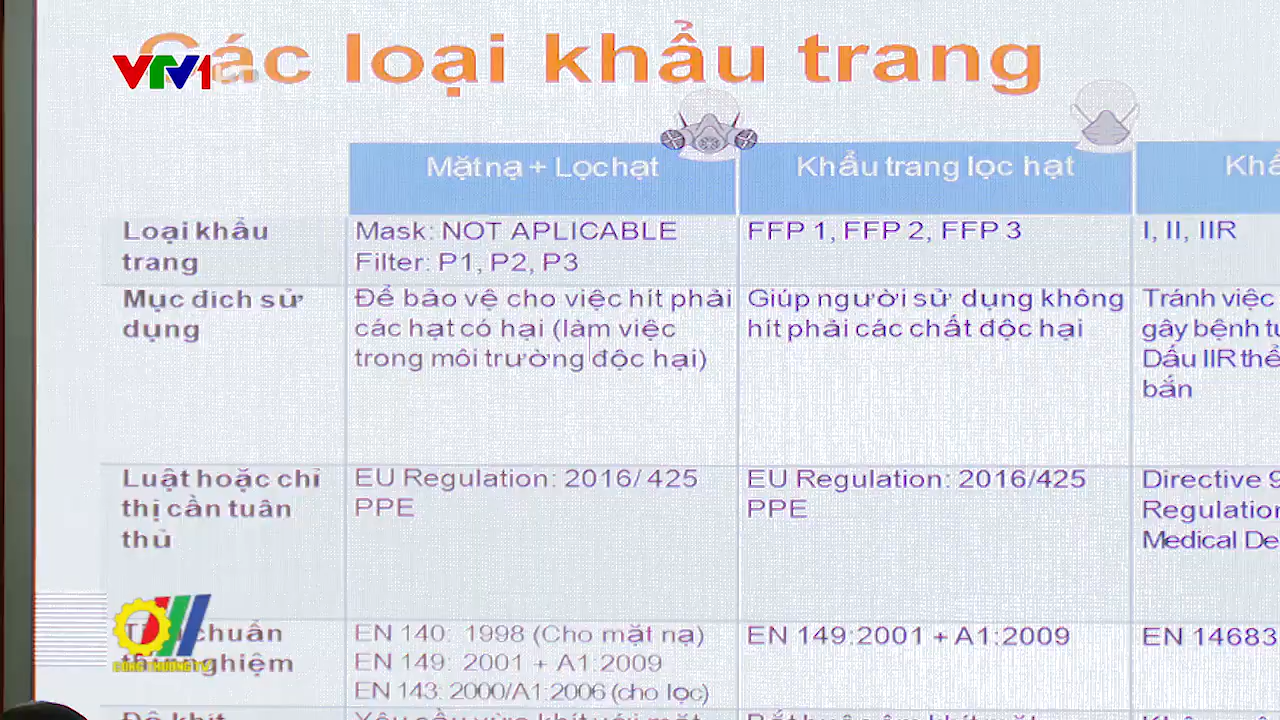 Các loại khẩu trang
VTV1
Mặt nạ + Lọc hạt
Khẩu trang lọc hạt
Loại khẩu
trang
Mask: NOT APLICABLE
Filter: P1, P2, P3
FFP 1, FFP 2, FFP 3
I, II, IIR
Mục đích sử
dụng
Để bảo vệ cho việc hít phải
các hạt có hại (làm việc
trong môi trường độc hại)
Giúp người sử dụng không
hít phải các chất độc hại
Tránh việc
gây bệnh
Dấu IIR thể
bắn
Luật hoặc chỉ
thị cần tuân
thủ
EU Regulation: 2016/ 425
PPE
EU Regulation: 2016/425
PPE
Directive
Regulation
Medical
chuẩn
nghiệm
EN 140: 1998 (Cho mặt nạ)
EN 149: 2001 + A1:2009
EN 143: 2000/A1:2006 (cho lọc)
EN 149:2001 + A1:2009
EN 14683
CÔNG THƯƠNG